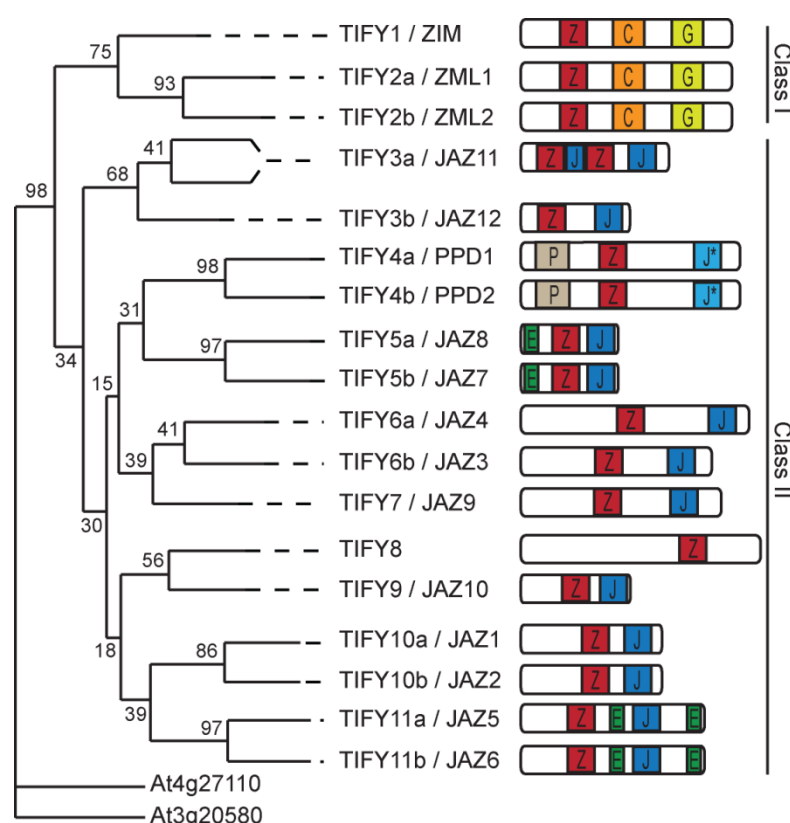 75 TIFY1 / ZIM Z C G
93 TIFY2a / ZML1 Z C G
TIFY2b / ZML2 Z C G
Class I
98
41 TIFY3a / JAZ11 Z J Z J
68
TIFY3b / JAZ12 Z J
98 TIFY4a / PPD1 P Z J*
TIFY4b / PPD2 P Z J*
31
34
97 TIFY5a / JAZ8 E Z J
TIFY5b / JAZ7 E Z J
15
41 TIFY6a / JAZ4 Z J
TIFY6b / JAZ3 Z J
39
TIFY7 / JAZ9 Z J
30
56 TIFY8 Z
TIFY9 / JAZ10 Z J
18
86 TIFY10a / JAZ1 Z J
TIFY10b / JAZ2 Z J
39
97 TIFY11a / JAZ5 Z E J E
TIFY11b / JAZ6 Z E J E
Class II
At4g27110
At3g20580